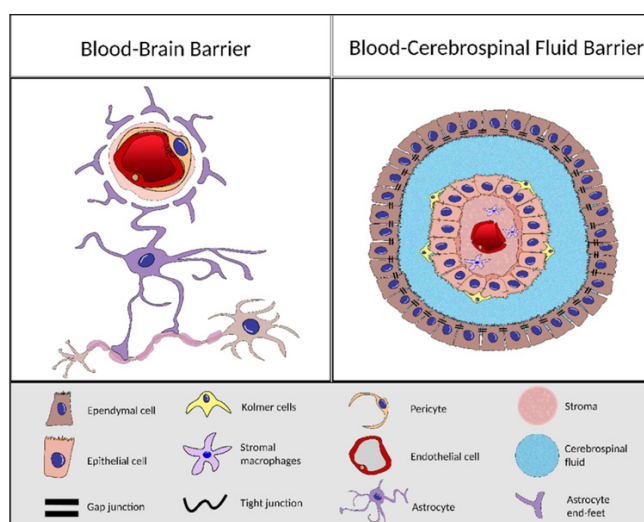 Blood-Brain Barrier
Blood-Cerebrospinal Fluid Barrier
Ependymal cell
Kolmer cells
Pericyte
Stroma
Epithelial cell
Stromal
macrophages
Endothelial cell
Cerebrospinal
fluid
Gap junction
Tight junction
Astrocyte
Astrocyte
end-feet